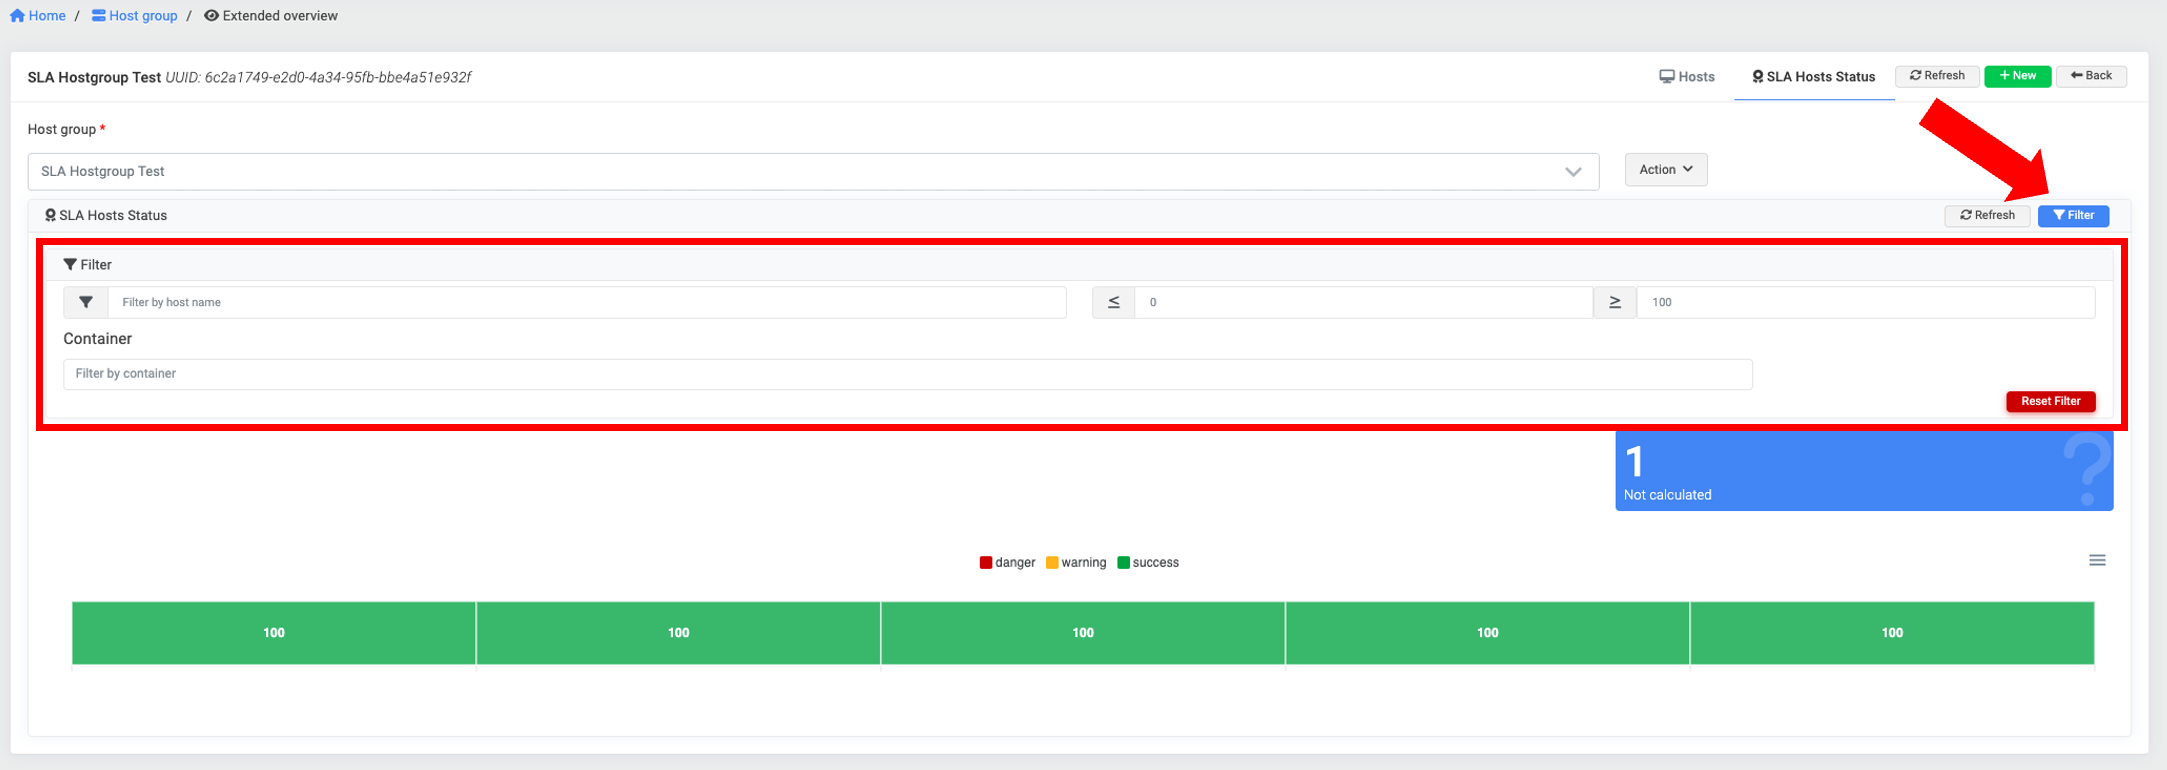 Home / Host group / Extended overview
SLA Hostgroup Test UUID: 6c2a1749-e2d0-4a34-95fb-bbe4a51e932f
Hosts SLA Hosts Status Refresh + New Back
Host group *
SLA Hostgroup Test
Action
SLA Hosts Status
Refresh Filter
Filter
Filter by host name
≤ 0 ≥ 100
Container
Filter by container
Reset Filter
1
?
Not calculated
danger warning success
100 100 100 100 100